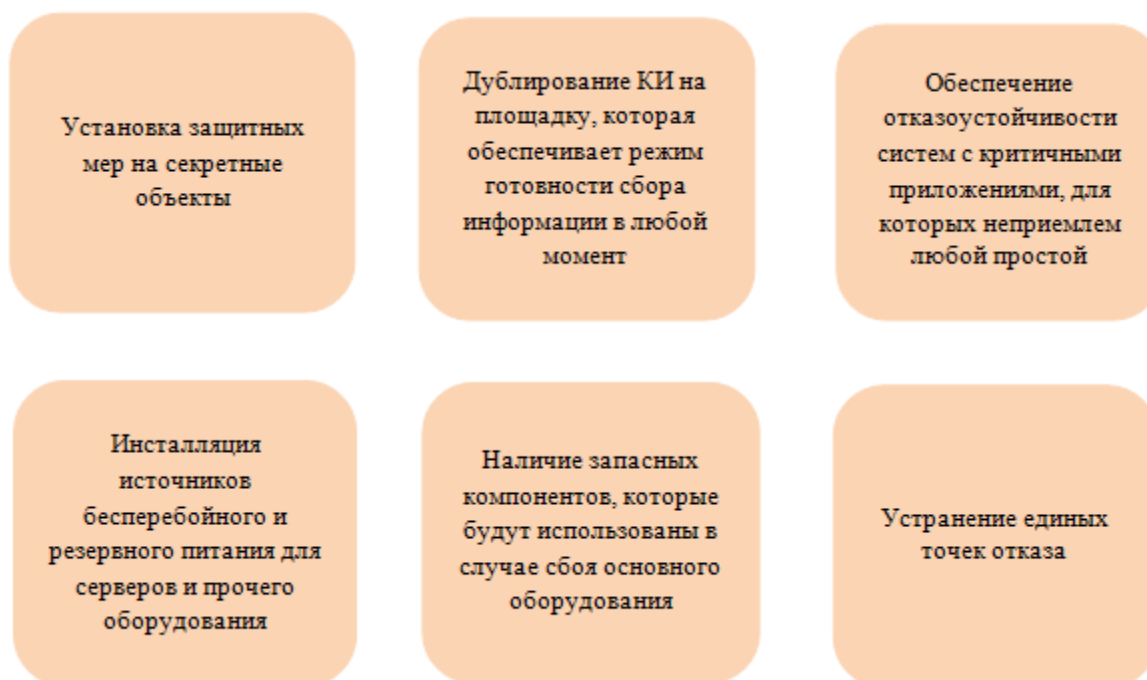 Установка защитных
мер на секретные
объекты
Дублирование КИ на
площадку, которая
обеспечивает режим
готовности сбора
информации в любой
момент
Обеспечение
отказоустойчивости
систем с критичными
приложениями, для
которых неприемлем
любой простой
Инсталляция
источников
бесперебойного и
резервного питания для
серверов и прочего
оборудования
Наличие запасных
компонентов, которые
будут использованы в
случае сбоя основного
оборудования
Устранение единых
точек отказа